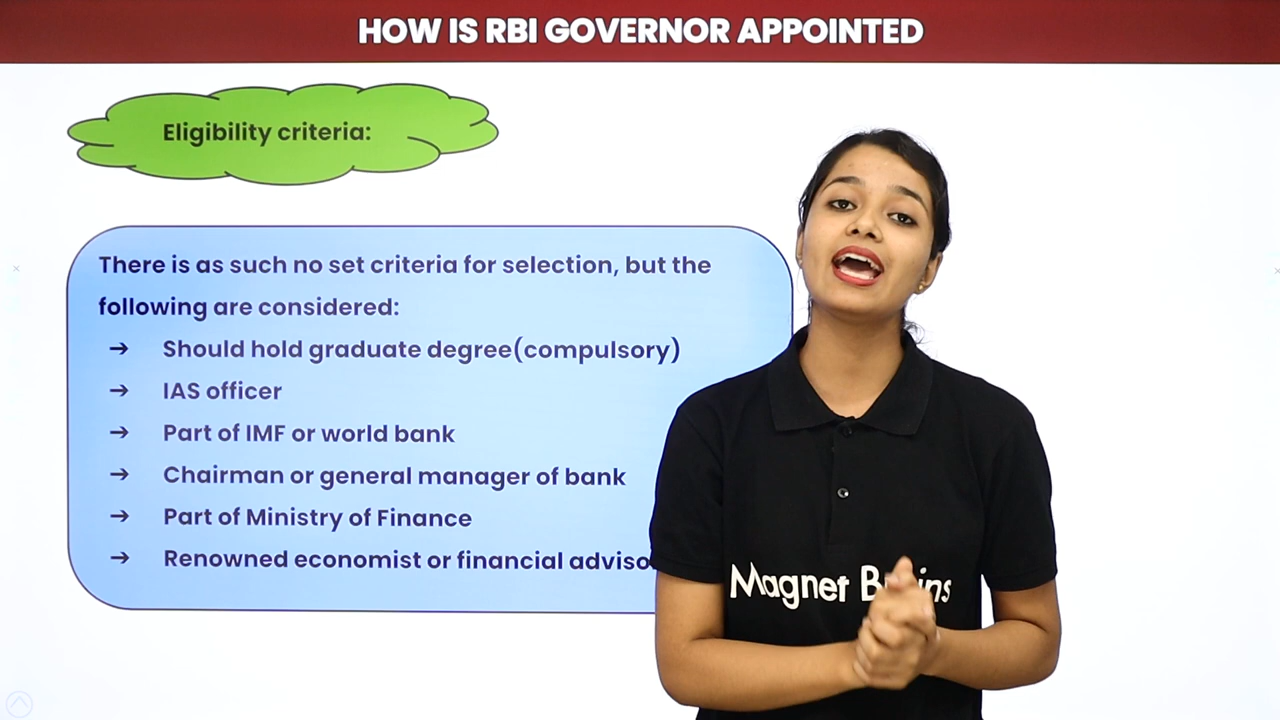 HOW IS RBI GOVERNOR APPOINTED
Eligibility criteria:
There is as such no set criteria for selection, but the
following are considered:
→ Should hold graduate degree(compulsory)
→ IAS officer
→ Part of IMF or world bank
→ Chairman or general manager of bank
→ Part of Ministry of Finance
→ Renowned economist or financial adviso
Magnet